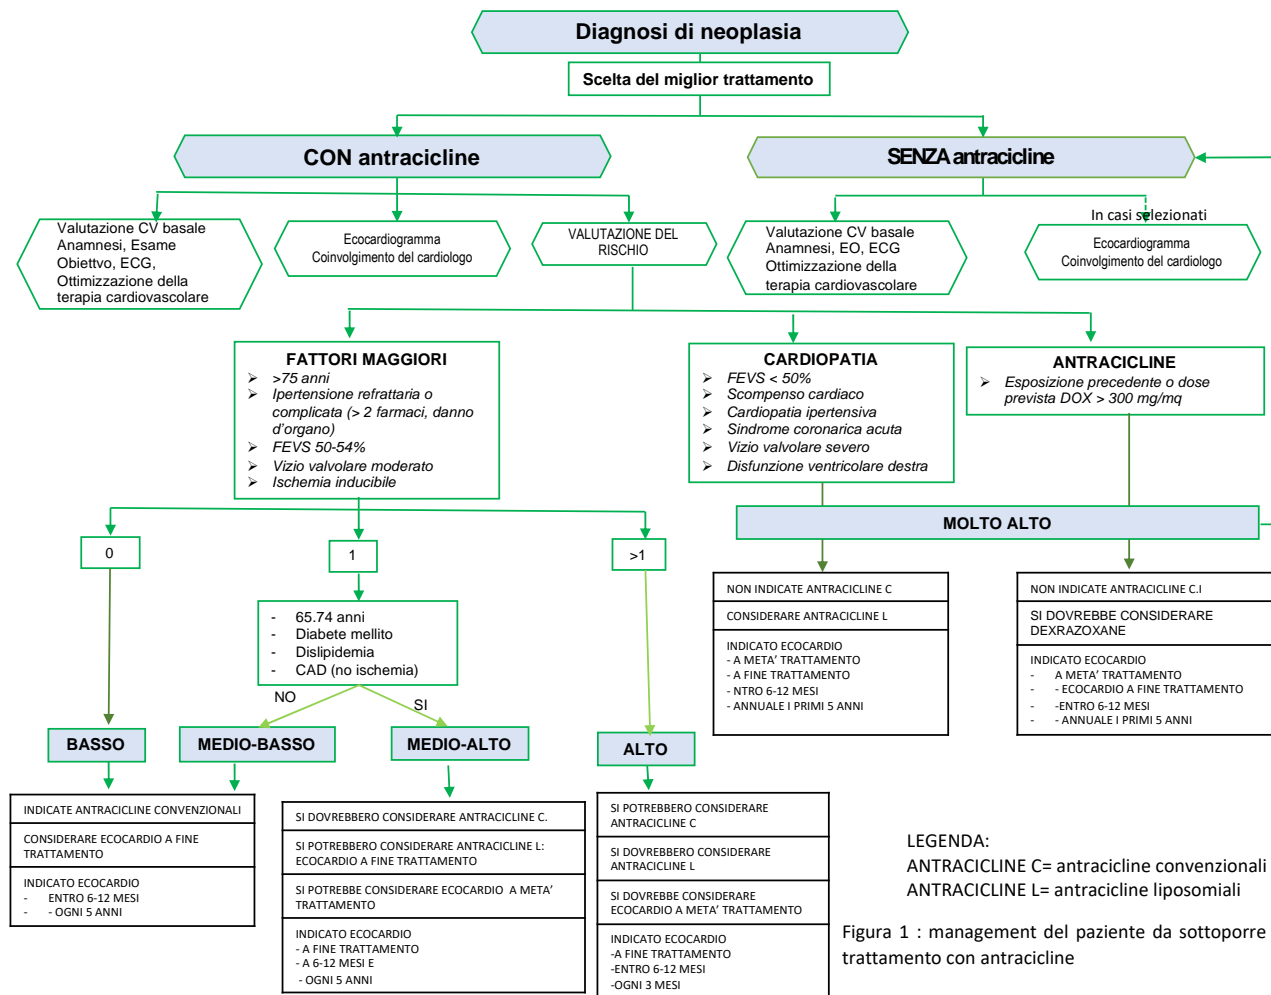 Diagnosi di neoplasia
Scelta del miglior trattamento
CON antracicline
SENZA antracicline
Valutazione CV basale
Anamnesi, Esame
Obiettvo, ECG,
Ottimizzazione della
terapia cardiovascolare
Ecocardiogramma
Coinvolgimento del cardiologo
VALUTAZIONE DEL
RISCHIO
Valutazione CV basale
Anamnesi, EO, ECG
Ottimizzazione della
terapia cardiovascolare
In casi selezionati
Ecocardiogramma
Coinvolgimento del cardiologo
FATTORI MAGGIORI
➢ >75 anni
➢ Ipertensione refrattaria o
complicata (> 2 farmaci, danno
d'organo)
➢ FEVS 50-54%
➢ Vizio valvolare moderato
➢ Ischemia inducibile
CARDIOPATIA
➢ FEVS < 50%
➢ Scompenso cardiaco
➢ Cardiopatia ipertensiva
➢ Sindrome coronarica acuta
➢ Vizio valvolare severo
➢ Disfunzione ventricolare destra
ANTRACICLINE
➢ Esposizione precedente o dose
prevista DOX > 300 mg/mq
MOLTO ALTO
0
1
>1
- 65.74 anni
- Diabete mellito
- Dislipidemia
- CAD (no ischemia)
NO
SI
NON INDICATE ANTRACICLINE C
CONSIDERARE ANTRACICLINE L
INDICATO ECOCARDIO
- A META' TRATTAMENTO
- A FINE TRATTAMENTO
- NTRO 6-12 MESI
- ANNUALE I PRIMI 5 ANNI
NON INDICATE ANTRACICLINE C.I
SI DOVREBBE CONSIDERARE
DEXRAZOXANE
INDICATO ECOCARDIO
- A META' TRATTAMENTO
- - ECOCARDIO A FINE TRATTAMENTO
- -ENTRO 6-12 MESI
- - ANNUALE I PRIMI 5 ANNI
BASSO
MEDIO-BASSO
MEDIO-ALTO
ALTO
INDICATE ANTRACICLINE CONVENZIONALI
CONSIDERARE ECOCARDIO A FINE
TRATTAMENTO
INDICATO ECOCARDIO
- ENTRO 6-12 MESI
- - OGNI 5 ANNI
SI DOVREBBERO CONSIDERARE ANTRACICLINE C.
SI POTREBBERO CONSIDERARE ANTRACICLINE L:
ECOCARDIO A FINE TRATTAMENTO
SI POTREBBE CONSIDERARE ECOCARDIO A META'
TRATTAMENTO
INDICATO ECOCARDIO
- A FINE TRATTAMENTO
- A 6-12 MESI E
- OGNI 5 ANNI
SI POTREBBERO CONSIDERARE
ANTRACICLINE C
SI DOVREBBERO CONSIDERARE
ANTRACICLINE L
SI DOVREBBE CONSIDERARE
ECOCARDIO A META' TRATTAMENTO
INDICATO ECOCARDIO
-A FINE TRATTAMENTO
-ENTRO 6-12 MESI
-OGNI 3 MESI
LEGENDA:
ANTRACICLINE C= antracicline convenzionali
ANTRACICLINE L= antracicline liposomiali
Figura 1 : management del paziente da sottoporre
trattamento con antracicline